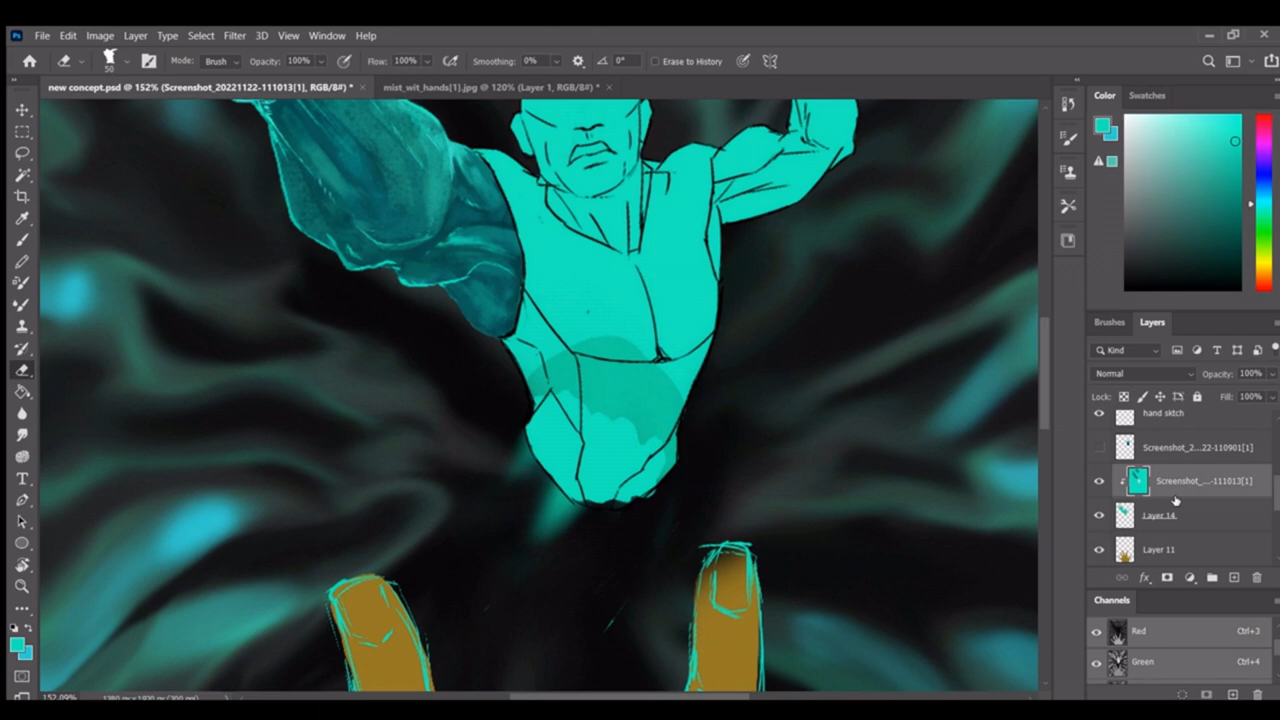 Ps File Edit Image Layer Type Select Filter 3D View Window Help
50 Mode: Brush Opacity: 100% Flow: 100% Smoothing: 0% 0° Erase to History
new concept.psd @ 152% (Screenshot_20221122-111013[1], RGB/8#) * × mist_wit_hands[1].jpg @ 120% (Layer 1, RGB/8#) * ×
Color Swatches
Brushes Layers
Kind
Normal Opacity: 100%
Lock: Fill: 100%
hand sktch
Screenshot_2...22-110901[1]
Screenshot_...-111013[1]
Layer 14
Layer 11
fx
Channels
Red Ctrl+3
Green Ctrl+4
152.09%